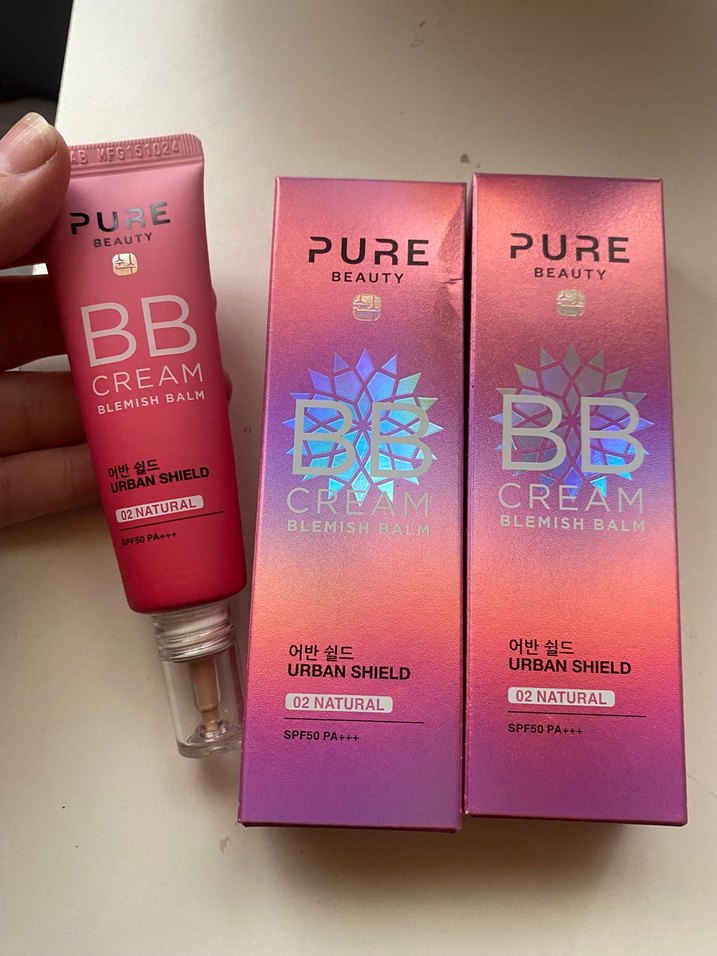 AB MFG151024
PURE
BEAUTY
BB
CREAM
BLEMISH BALM
어반 쉴드
URBAN SHIELD
02 NATURAL
SPF50 PA+++
PURE
BEAUTY
BB
CREAM
BLEMISH BALM
어반 쉴드
URBAN SHIELD
02 NATURAL
SPF50 PA+++
PURE
BEAUTY
BB
CREAM
BLEMISH BALM
어반 쉴드
URBAN SHIELD
02 NATURAL
SPF50 PA+++